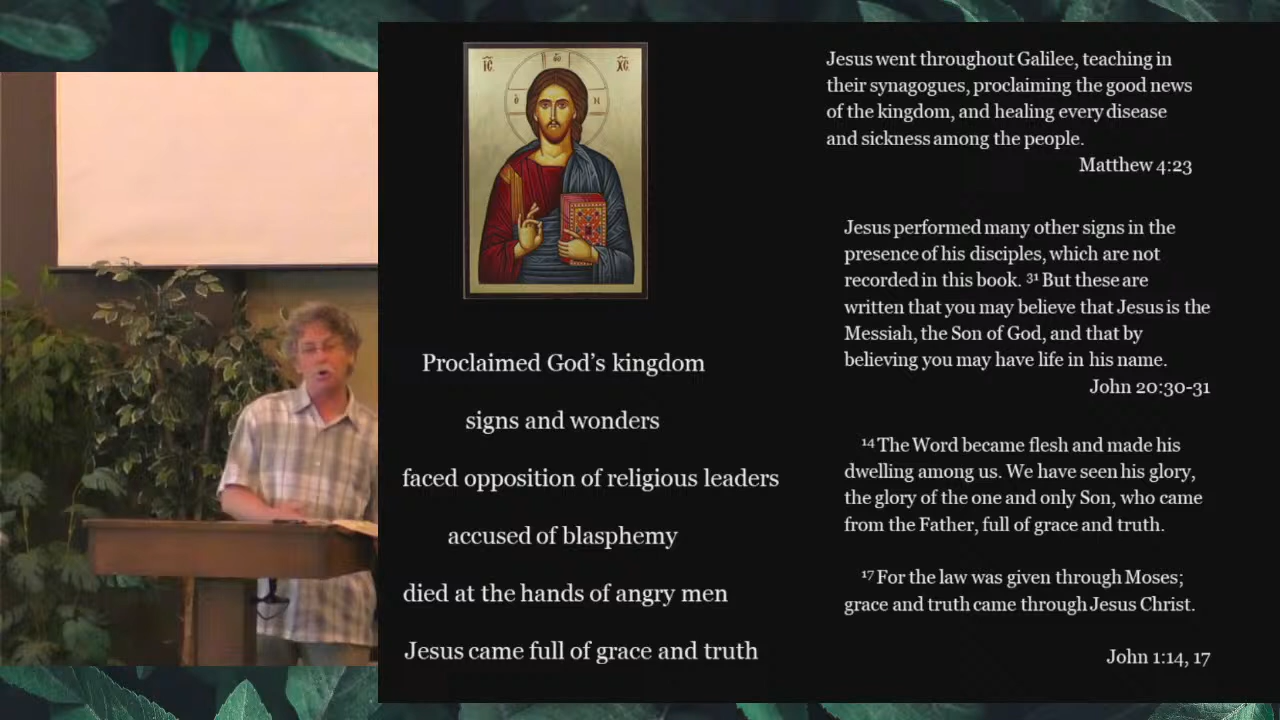 IC XC
ὁ ὤ Ν
Proclaimed God’s kingdom
signs and wonders
faced opposition of religious leaders
accused of blasphemy
died at the hands of angry men
Jesus came full of grace and truth
Jesus went throughout Galilee, teaching in
their synagogues, proclaiming the good news
of the kingdom, and healing every disease
and sickness among the people.
Matthew 4:23
Jesus performed many other signs in the
presence of his disciples, which are not
recorded in this book. ³¹ But these are
written that you may believe that Jesus is the
Messiah, the Son of God, and that by
believing you may have life in his name.
John 20:30-31
¹⁴ The Word became flesh and made his
dwelling among us. We have seen his glory,
the glory of the one and only Son, who came
from the Father, full of grace and truth.
¹⁷ For the law was given through Moses;
grace and truth came through Jesus Christ.
John 1:14, 17